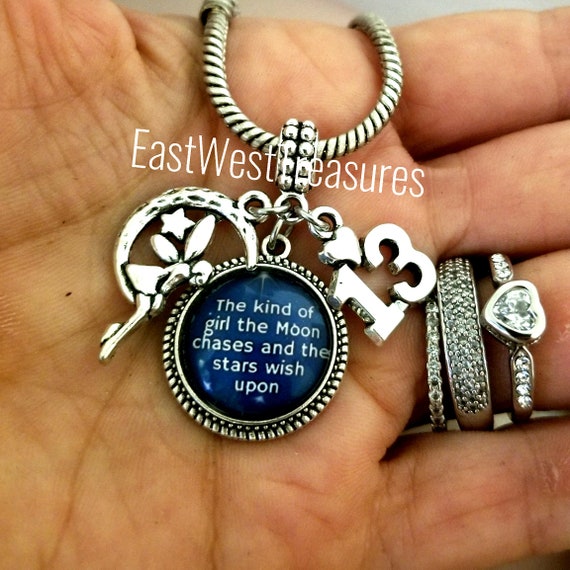 EastWestTreasures
13
The kind of
girl the Moon
chases and the
stars wish
upon